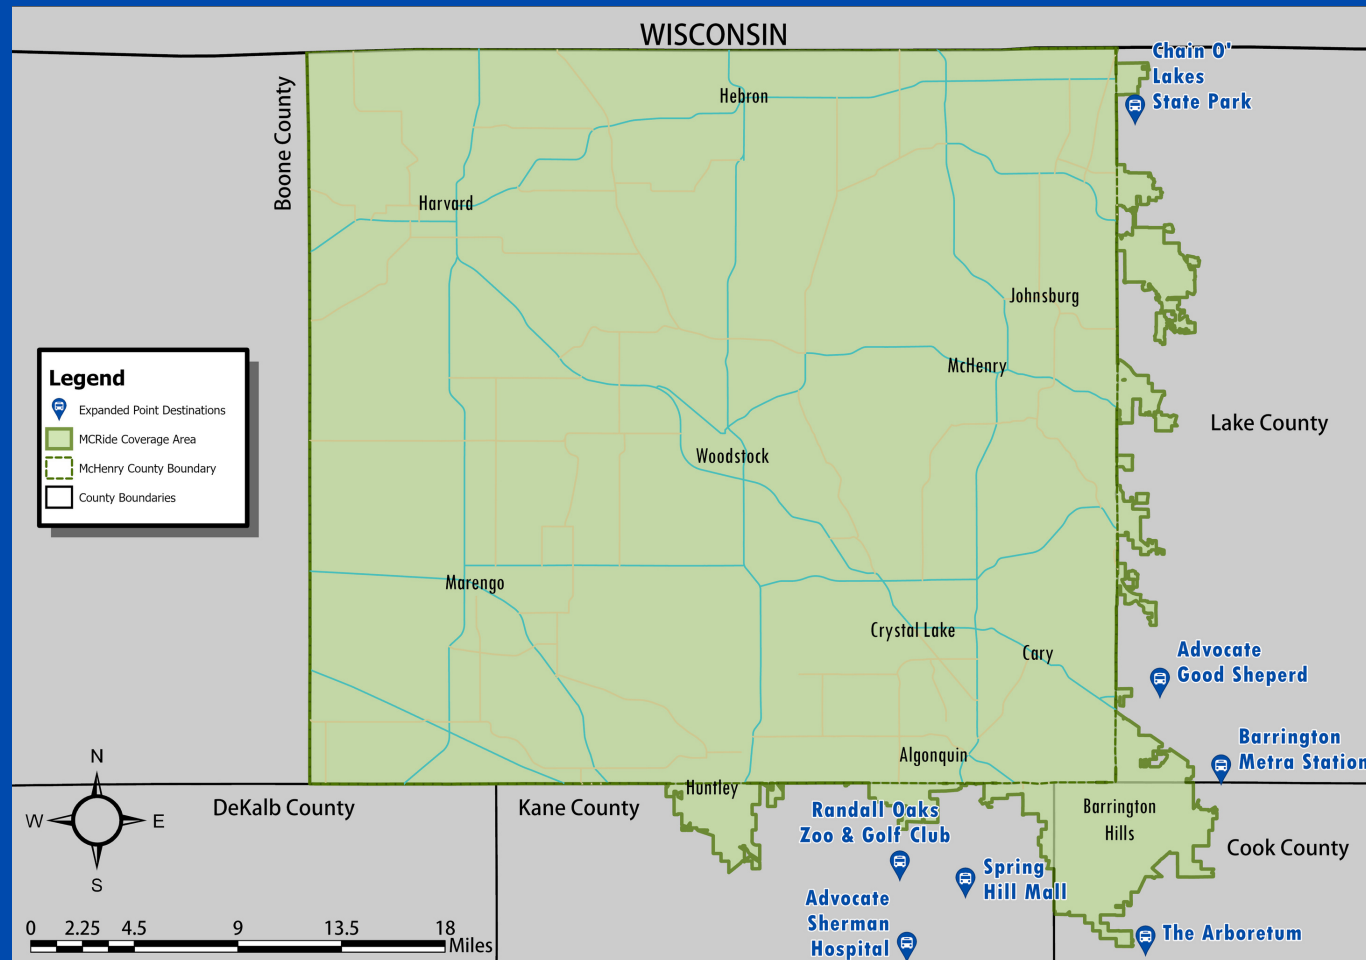 WISCONSIN
Chain O'
Lakes
State Park
Boone County
Hebron
Harvard
Johnsburg
McHenry
Lake County
Legend
Expanded Point Destinations
MCRide Coverage Area
McHenry County Boundary
County Boundaries
Woodstock
Marengo
Crystal Lake
Cary
Advocate
Good Sheperd
Barrington
Metra Station
Algonquin
Huntley
N
W
E
S
DeKalb County
Kane County
Randall Oaks
Zoo & Golf Club
Barrington
Hills
Cook County
Spring
Hill Mall
Advocate
Sherman
Hospital
The Arboretum
0 2.25 4.5 9 13.5 18
Miles